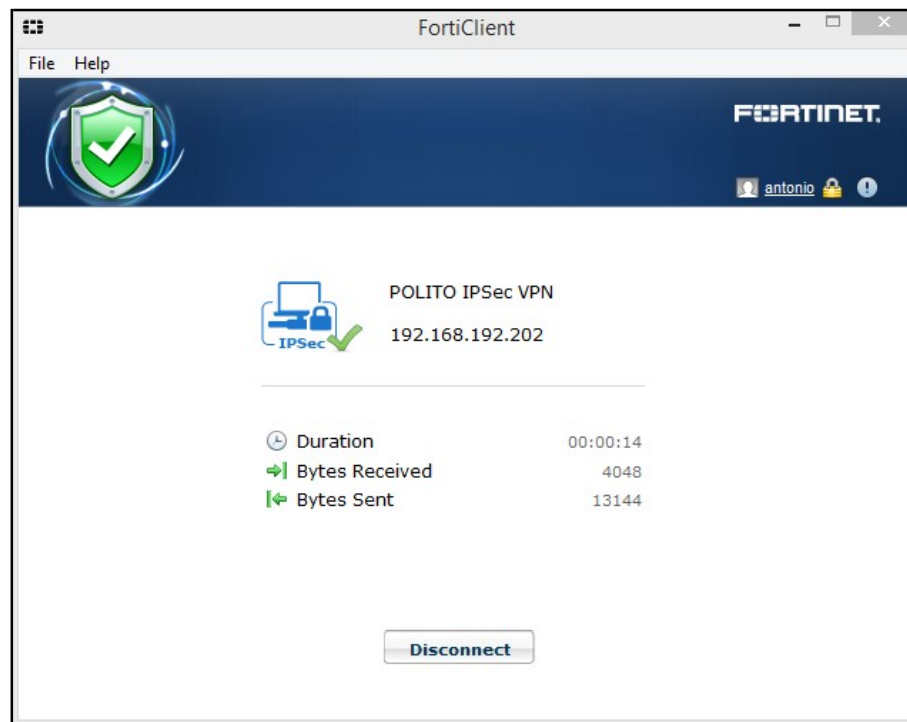 FortiClient
File Help
FORTINET.
antonio
POLITO IPSec VPN
IPSec
192.168.192.202
Duration 00:00:14
Bytes Received 4048
Bytes Sent 13144
Disconnect